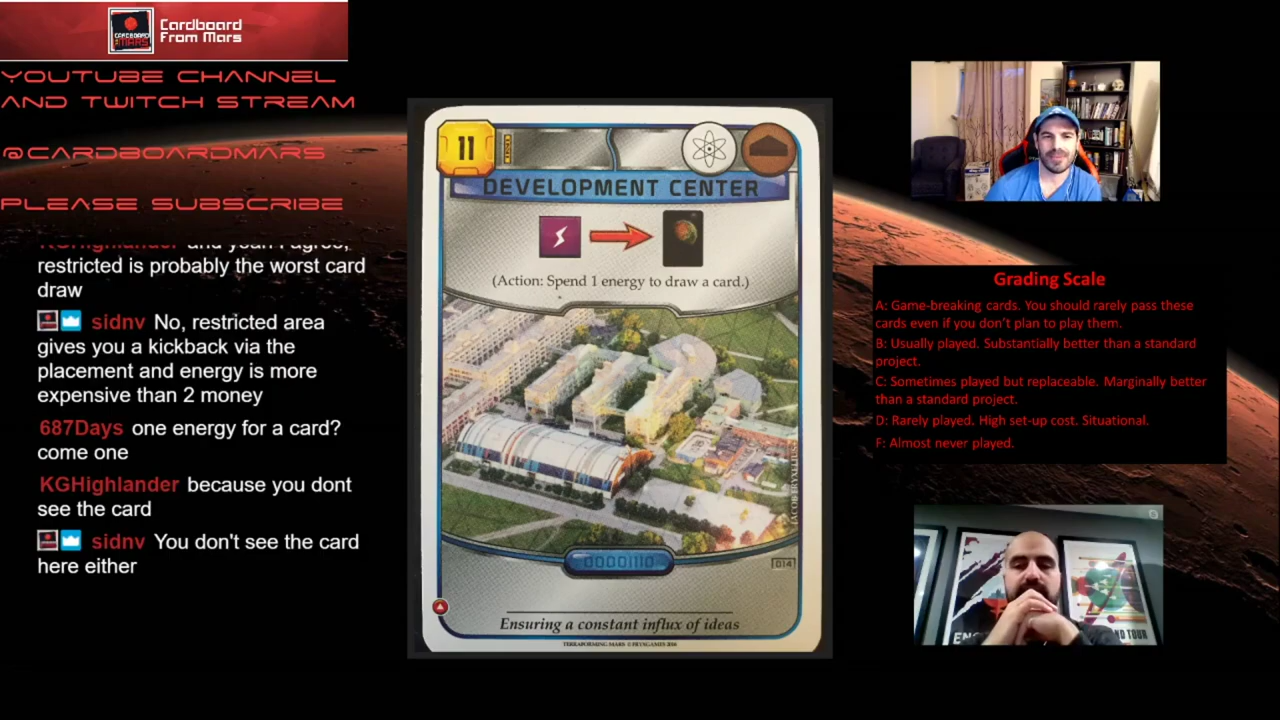 Cardboard
From Mars
YOUTUBE CHANNEL
AND TWITCH STREAM
@CARDBOARDMARS
PLEASE SUBSCRIBE
KGHighlander and yeah I agree,
restricted is probably the worst card
draw
sidnv No, restricted area
gives you a kickback via the
placement and energy is more
expensive than 2 money
687Days one energy for a card?
come one
KGHighlander because you dont
see the card
sidnv You don't see the card
here either
11
DEVELOPMENT CENTER
(Action: Spend 1 energy to draw a card.)
00001110
014
Ensuring a constant influx of ideas
TERRAFORMING MARS © FRYXGAMES 2016
Grading Scale
A: Game-breaking cards. You should rarely pass these
cards even if you don't plan to play them.
B: Usually played. Substantially better than a standard
project.
C: Sometimes played but replaceable. Marginally better
than a standard project.
D: Rarely played. High set-up cost. Situational.
F: Almost never played.